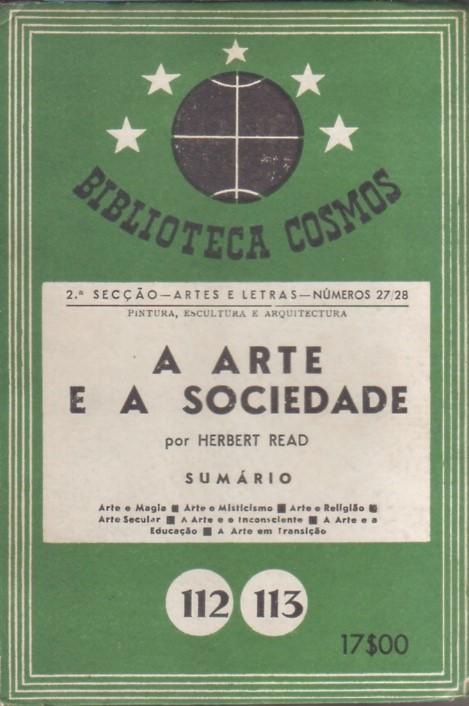 BIBLIOTECA COSMOS
2.ª SECÇÃO—ARTES E LETRAS—NÚMEROS 27/28
PINTURA, ESCULTURA E ARQUITECTURA
A ARTE
E A SOCIEDADE
por HERBERT READ
SUMÁRIO
Arte e Magia ■ Arte e Misticismo ■ Arte e Religião ■
Arte Secular ■ A Arte e o Inconsciente ■ A Arte e a
Educação ■ A Arte em Transição
112 113
17$00